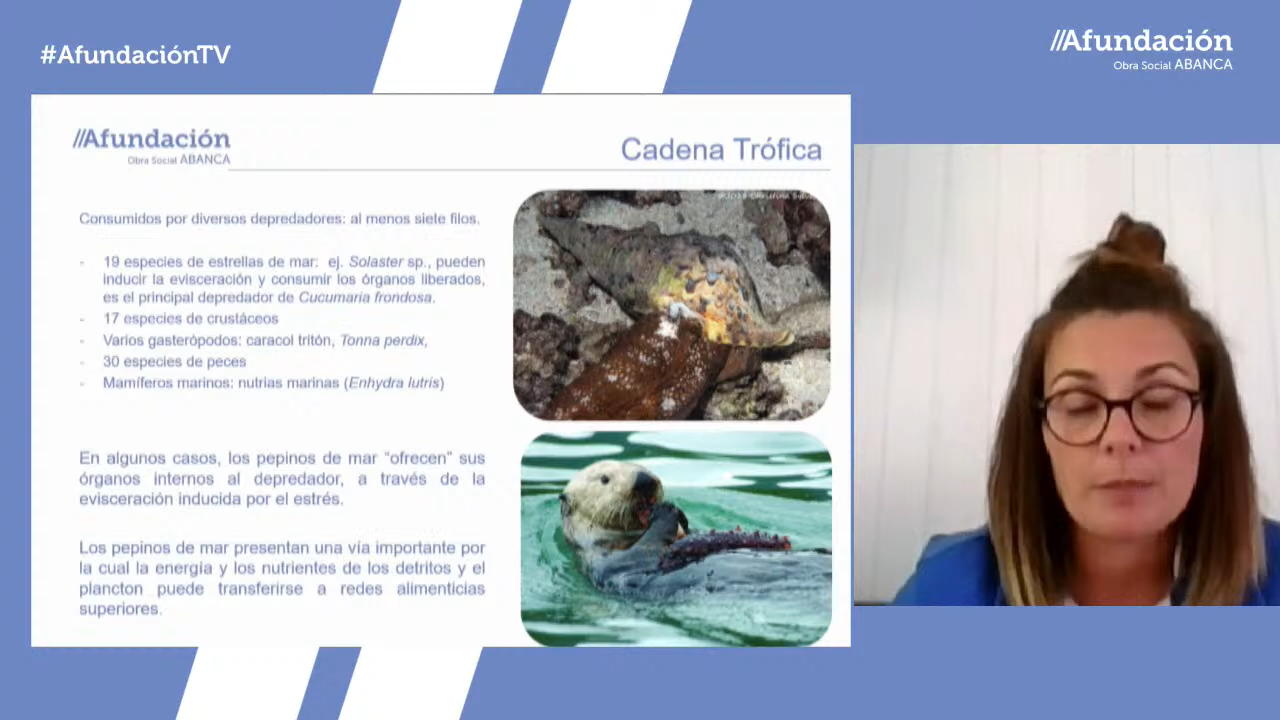 #AfundaciónTV
//Afundación
Obra Social ABANCA
//Afundación
Obra Social ABANCA
Cadena Trófica
Consumidos por diversos depredadores: al menos siete filos.
- 19 especies de estrellas de mar: ej. Solaster sp., pueden
inducir la evisceración y consumir los órganos liberados,
es el principal depredador de Cucumaria frondosa.
- 17 especies de crustáceos
- Varios gasterópodos: caracol tritón, Tonna perdix,
- 30 especies de peces
- Mamíferos marinos: nutrias marinas (Enhydra lutris)
En algunos casos, los pepinos de mar “ofrecen” sus
órganos internos al depredador, a través de la
evisceración inducida por el estrés.
Los pepinos de mar presentan una vía importante por
la cual la energía y los nutrientes de los detritos y el
plancton puede transferirse a redes alimenticias
superiores.